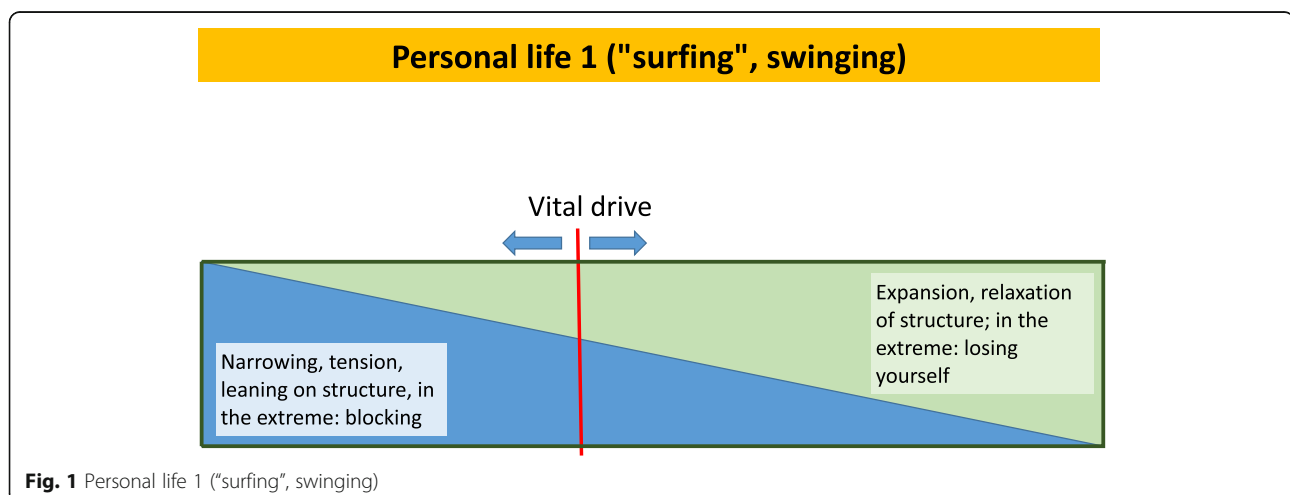 Personal life 1 ("surfing", swinging)
Vital drive
Expansion, relaxation
of structure; in the
extreme: losing
yourself
Narrowing, tension,
leaning on structure, in
the extreme: blocking
Fig. 1 Personal life 1 (“surfing”, swinging)